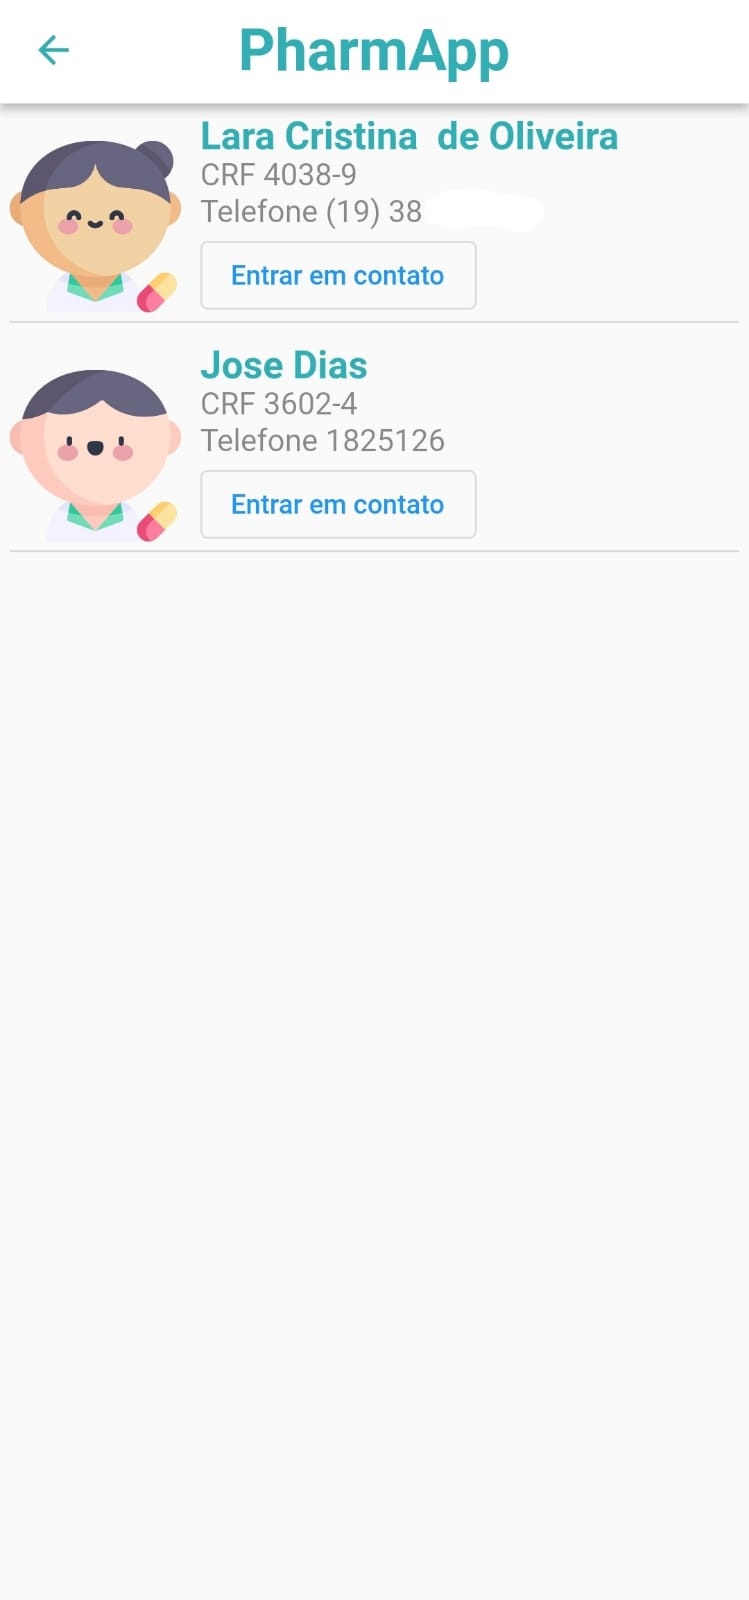 PharmApp
Lara Cristina  de Oliveira
CRF 4038-9
Telefone (19) 38
Entrar em contato
Jose Dias
CRF 3602-4
Telefone 1825126
Entrar em contato